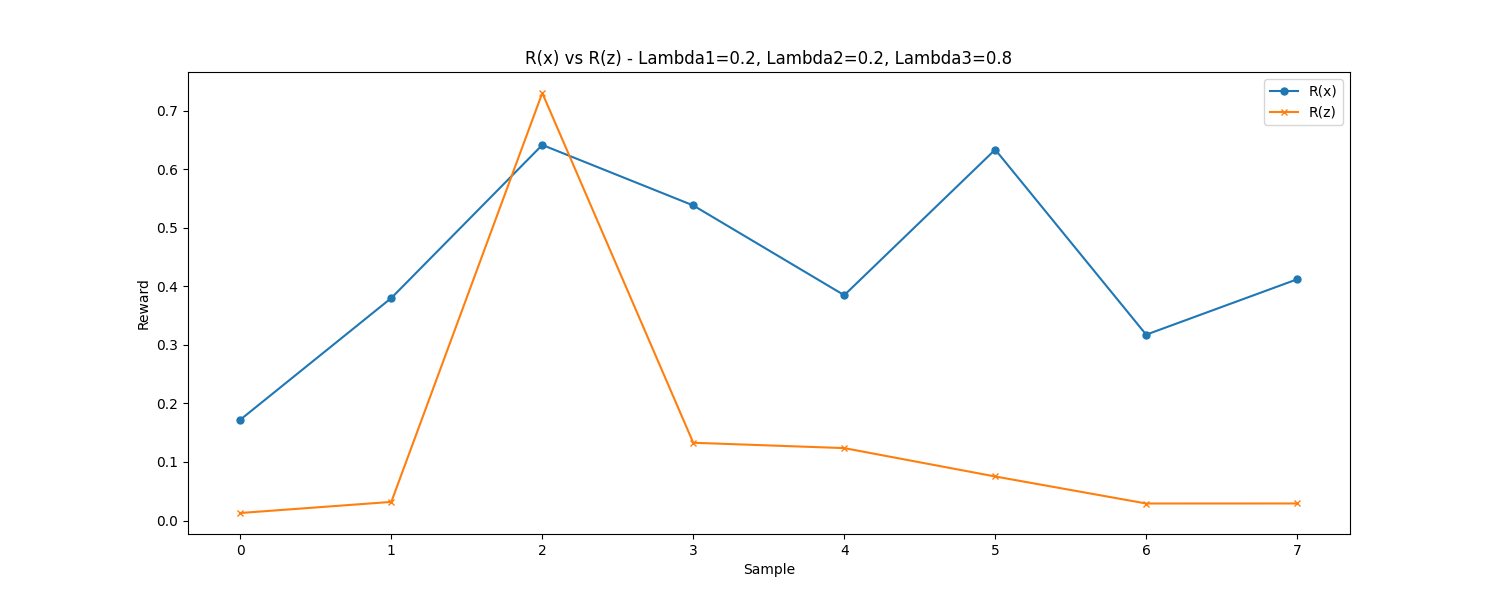 R(x) vs R(z) - Lambda1=0.2, Lambda2=0.2, Lambda3=0.8
R(x)
R(z)
0.7
0.6
0.5
0.4
0.3
0.2
0.1
0.0
Reward
0 1 2 3 4 5 6 7
Sample